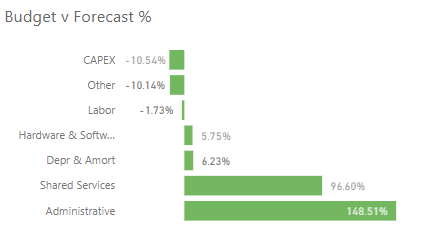 Budget v Forecast %
CAPEX -10.54%
Other -10.14%
Labor -1.73%
Hardware & Softw... 5.75%
Depr & Amort 6.23%
Shared Services 96.60%
Administrative 148.51%